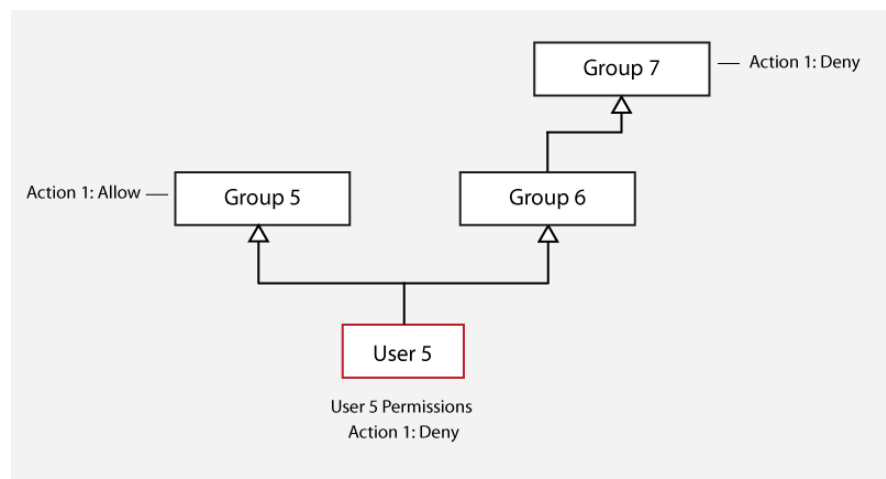 Group 7
Action 1: Deny
Action 1: Allow
Group 5
Group 6
User 5
User 5 Permissions
Action 1: Deny